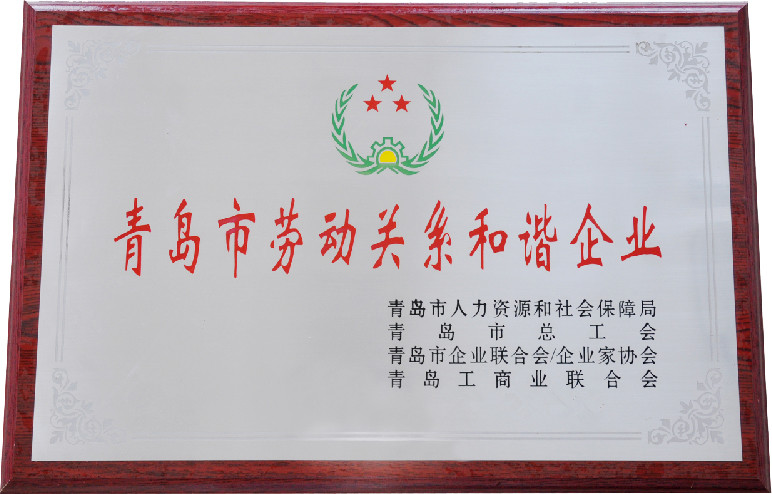 青岛市劳动关系和谐企业
青岛市人力资源和社会保障局
青岛市总工会
青岛市企业联合会/企业家协会
青岛工商业联合会